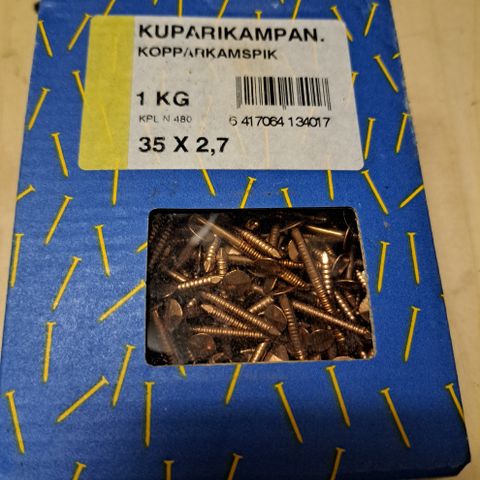 KUPARIKAMPAN.
KOPPARKAMSPIK
1 KG
KPL N 480
6 417064 134017
35 X 2,7